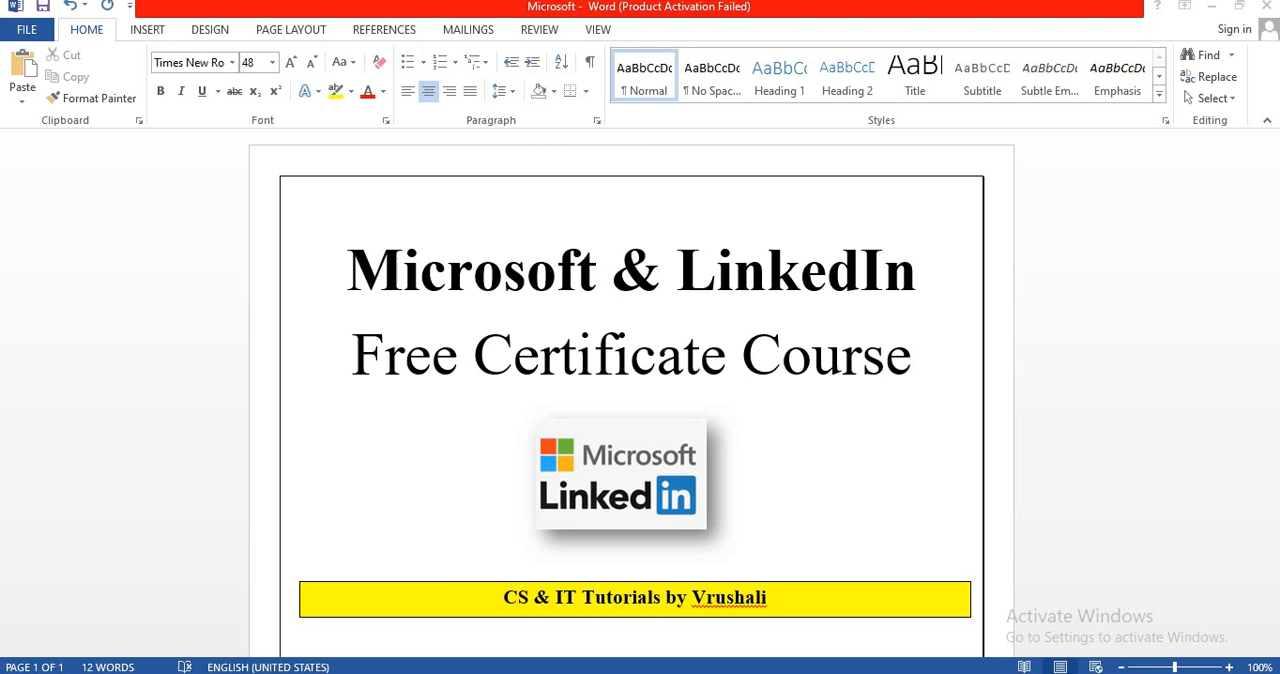 Microsoft - Word (Product Activation Failed)
FILE HOME INSERT DESIGN PAGE LAYOUT REFERENCES MAILINGS REVIEW VIEW Sign in
Paste
Cut
Copy
Format Painter
Clipboard
Times New Ro 48
Font
Paragraph
AaBbCcDc AaBbCcDc AaBbCc AaBbCcD AaBl AaBbCcD AaBbCcDc AaBbCcDc
¶ Normal ¶ No Spac... Heading 1 Heading 2 Title Subtitle Subtle Em... Emphasis
Styles
Find
Replace
Select
Editing
Microsoft & LinkedIn
Free Certificate Course
Microsoft
Linked in
CS & IT Tutorials by Vrushali
Activate Windows
Go to Settings to activate Windows.
PAGE 1 OF 1 12 WORDS ENGLISH (UNITED STATES) 100%